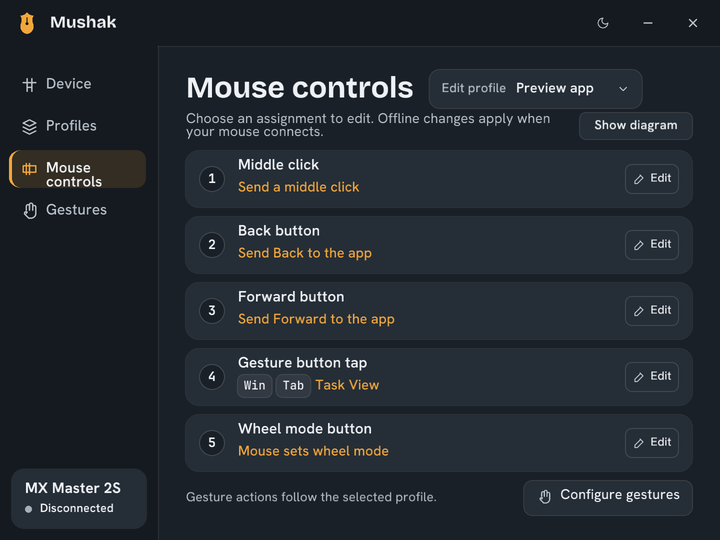 Mushak
Device
Profiles
Mouse
controls
Gestures
MX Master 2S
Disconnected
Mouse controls
Edit profile Preview app
Choose an assignment to edit. Offline changes apply when
your mouse connects.
Show diagram
1 Middle click
Send a middle click
Edit
2 Back button
Send Back to the app
Edit
3 Forward button
Send Forward to the app
Edit
4 Gesture button tap
Win Tab Task View
Edit
5 Wheel mode button
Mouse sets wheel mode
Edit
Gesture actions follow the selected profile.
Configure gestures